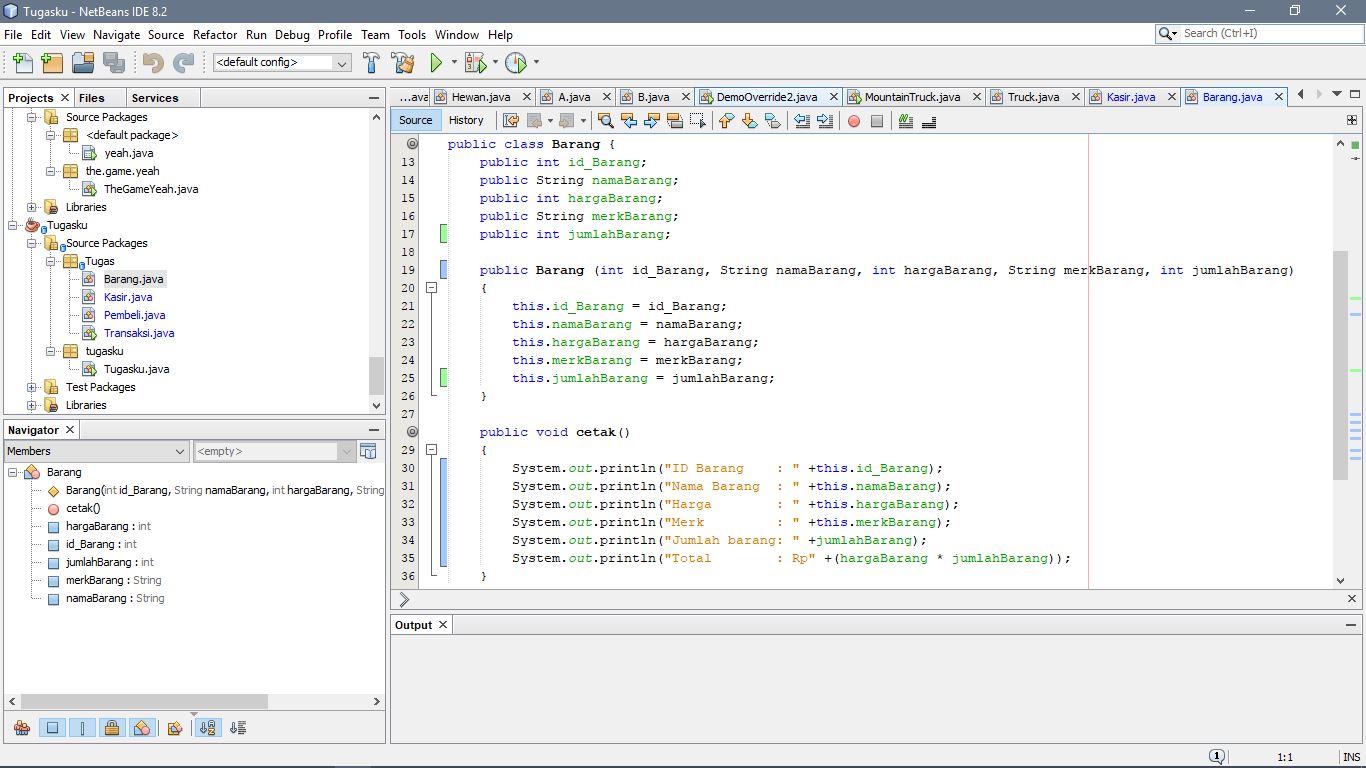 Tugasku - NetBeans IDE 8.2
File Edit View Navigate Source Refactor Run Debug Profile Team Tools Window Help
Search (Ctrl+I)
<default config>
Projects Files Services
Source Packages
<default package>
yeah.java
the.game.yeah
TheGameYeah.java
Libraries
Tugasku
Source Packages
Tugas
Barang.java
Kasir.java
Pembeli.java
Transaksi.java
tugasku
Tugasku.java
Test Packages
Libraries
Navigator
Members <empty>
Barang
Barang(int id_Barang, String namaBarang, int hargaBarang, String
cetak()
hargaBarang : int
id_Barang : int
jumlahBarang : int
merkBarang : String
namaBarang : String
...ava Hewan.java A.java B.java DemoOverride2.java MountainTruck.java Truck.java Kasir.java Barang.java
Source History
public class Barang {
13 public int id_Barang;
14 public String namaBarang;
15 public int hargaBarang;
16 public String merkBarang;
17 public int jumlahBarang;
18
19 public Barang (int id_Barang, String namaBarang, int hargaBarang, String merkBarang, int jumlahBarang)
20 {
21 this.id_Barang = id_Barang;
22 this.namaBarang = namaBarang;
23 this.hargaBarang = hargaBarang;
24 this.merkBarang = merkBarang;
25 this.jumlahBarang = jumlahBarang;
26 }
27
public void cetak()
29 {
30 System.out.println("ID Barang    : " +this.id_Barang);
31 System.out.println("Nama Barang  : " +this.namaBarang);
32 System.out.println("Harga        : " +this.hargaBarang);
33 System.out.println("Merk         : " +this.merkBarang);
34 System.out.println("Jumlah barang: " +jumlahBarang);
35 System.out.println("Total        : Rp" +(hargaBarang * jumlahBarang));
36 }
Output
1 1:1 INS